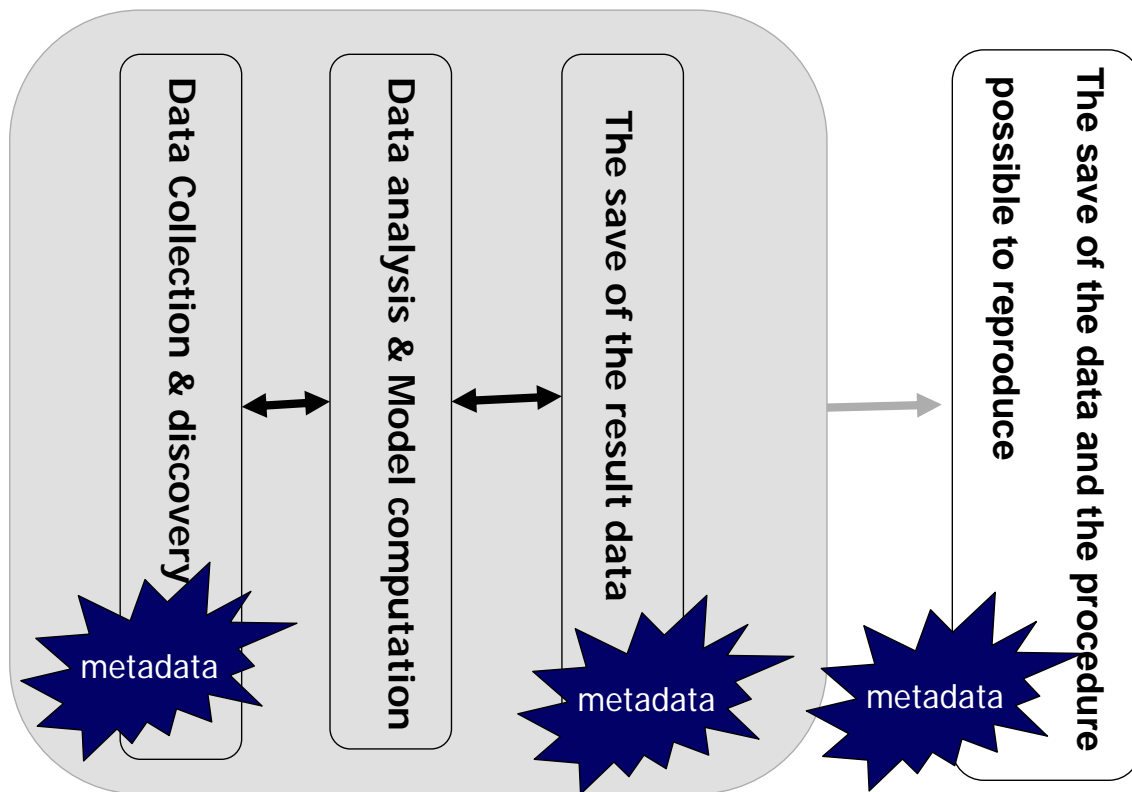 Data Collection & discovery
metadata
Data analysis & Model computation
The save of the result data
metadata
The save of the data and the procedure
possible to reproduce
metadata